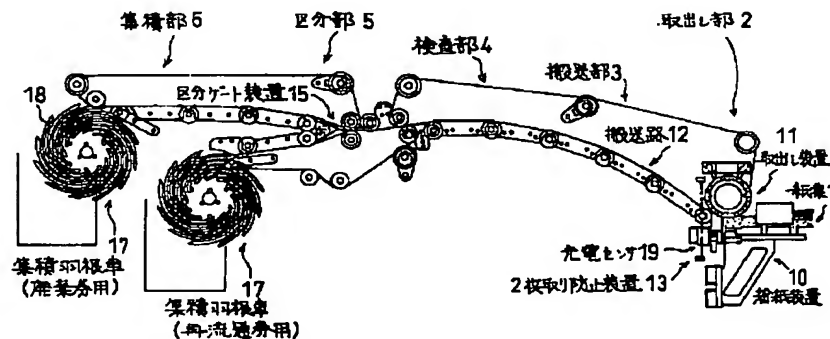 集積部6
区分部5
取出し部2
検査部4
搬送部3
区分ゲート装置15
18
搬送路12
11
取出し装置
17
集積羽根車
(廃棄券用)
17
集積羽根車
(再流通券用)
光電センサ19
2枚取り防止装置13
10
給紙装置